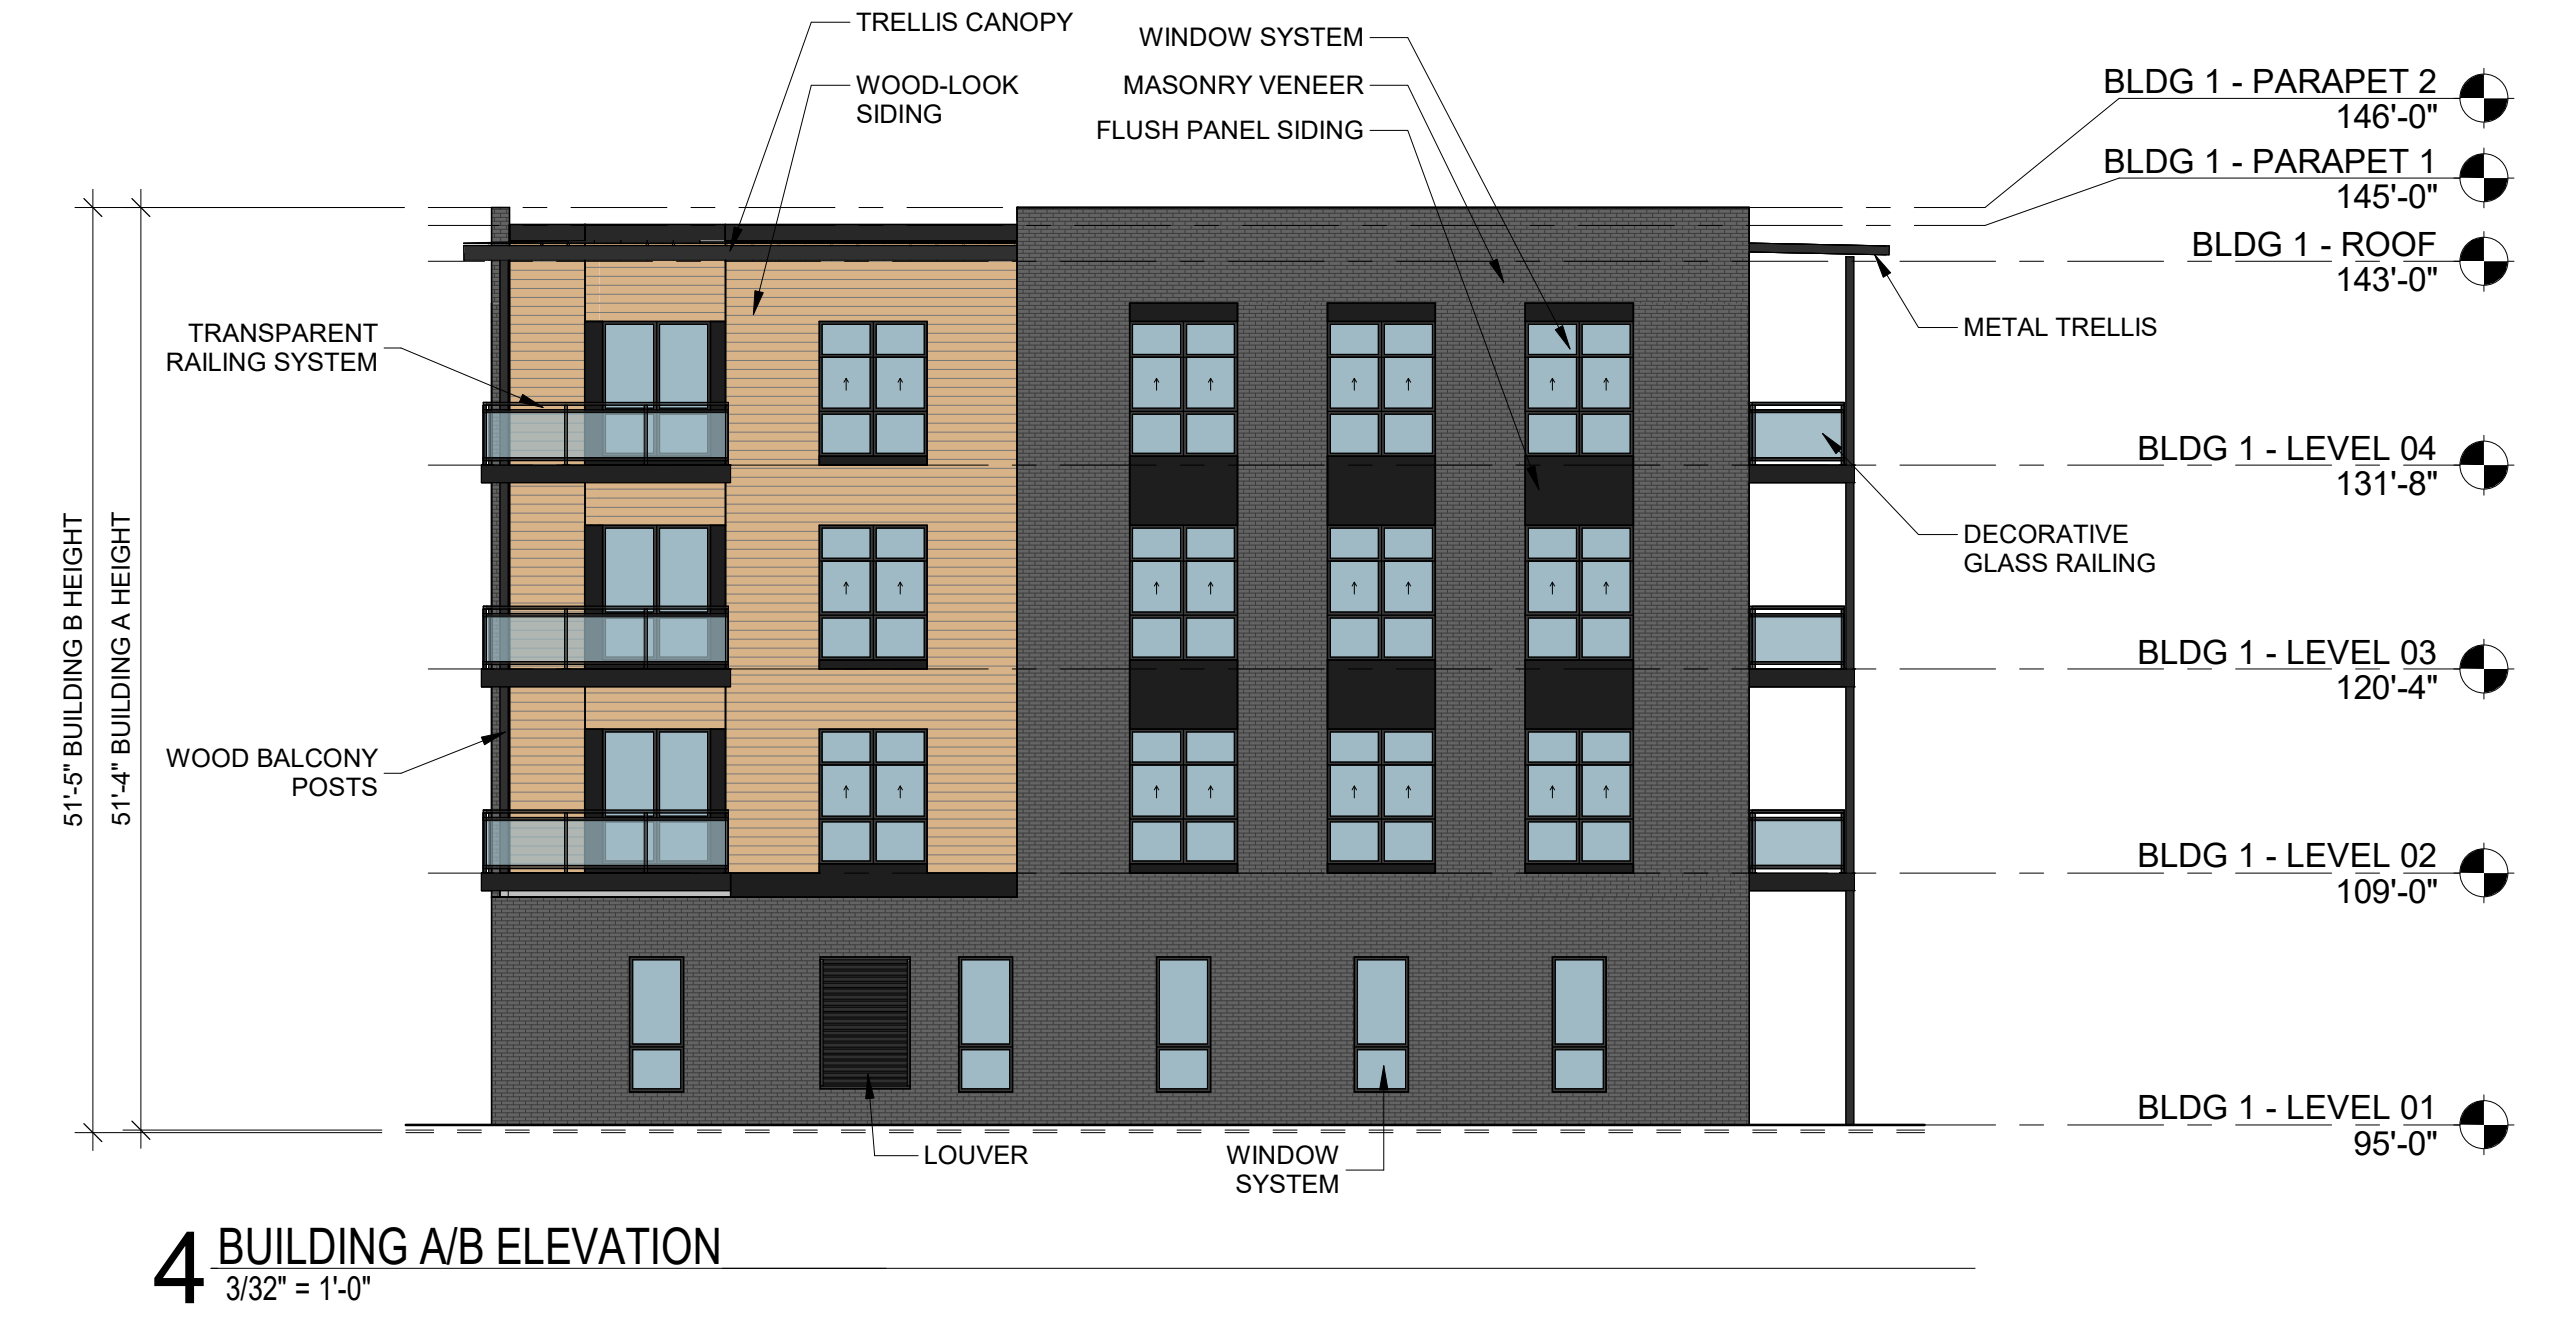 TRELLIS CANOPY
WOOD-LOOK
SIDING
WINDOW SYSTEM
MASONRY VENEER
FLUSH PANEL SIDING
BLDG 1 - PARAPET 2
146'-0"
BLDG 1 - PARAPET 1
145'-0"
BLDG 1 - ROOF
143'-0"
METAL TRELLIS
TRANSPARENT
RAILING SYSTEM
BLDG 1 - LEVEL 04
131'-8"
DECORATIVE
GLASS RAILING
51'-5" BUILDING B HEIGHT
51'-4" BUILDING A HEIGHT
BLDG 1 - LEVEL 03
120'-4"
WOOD BALCONY
POSTS
BLDG 1 - LEVEL 02
109'-0"
BLDG 1 - LEVEL 01
95'-0"
LOUVER
WINDOW
SYSTEM
4 BUILDING A/B ELEVATION
3/32" = 1'-0"